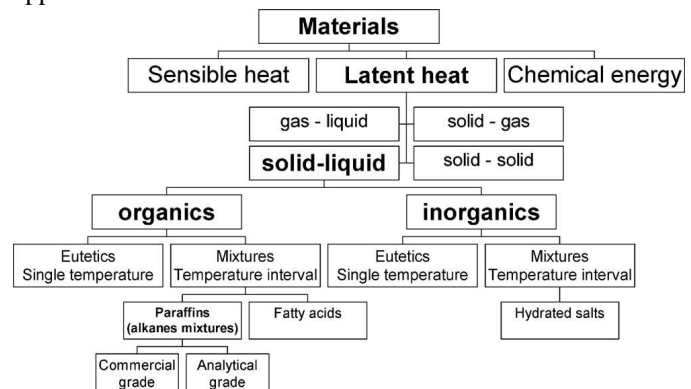 Materials
Sensible heat
Latent heat
Chemical energy
gas - liquid
solid - gas
solid-liquid
solid - solid
organics
inorganics
Eutetics
Single temperature
Mixtures
Temperature interval
Eutetics
Single temperature
Mixtures
Temperature interval
Paraffins
(alkanes mixtures)
Fatty acids
Hydrated salts
Commercial
grade
Analytical
grade